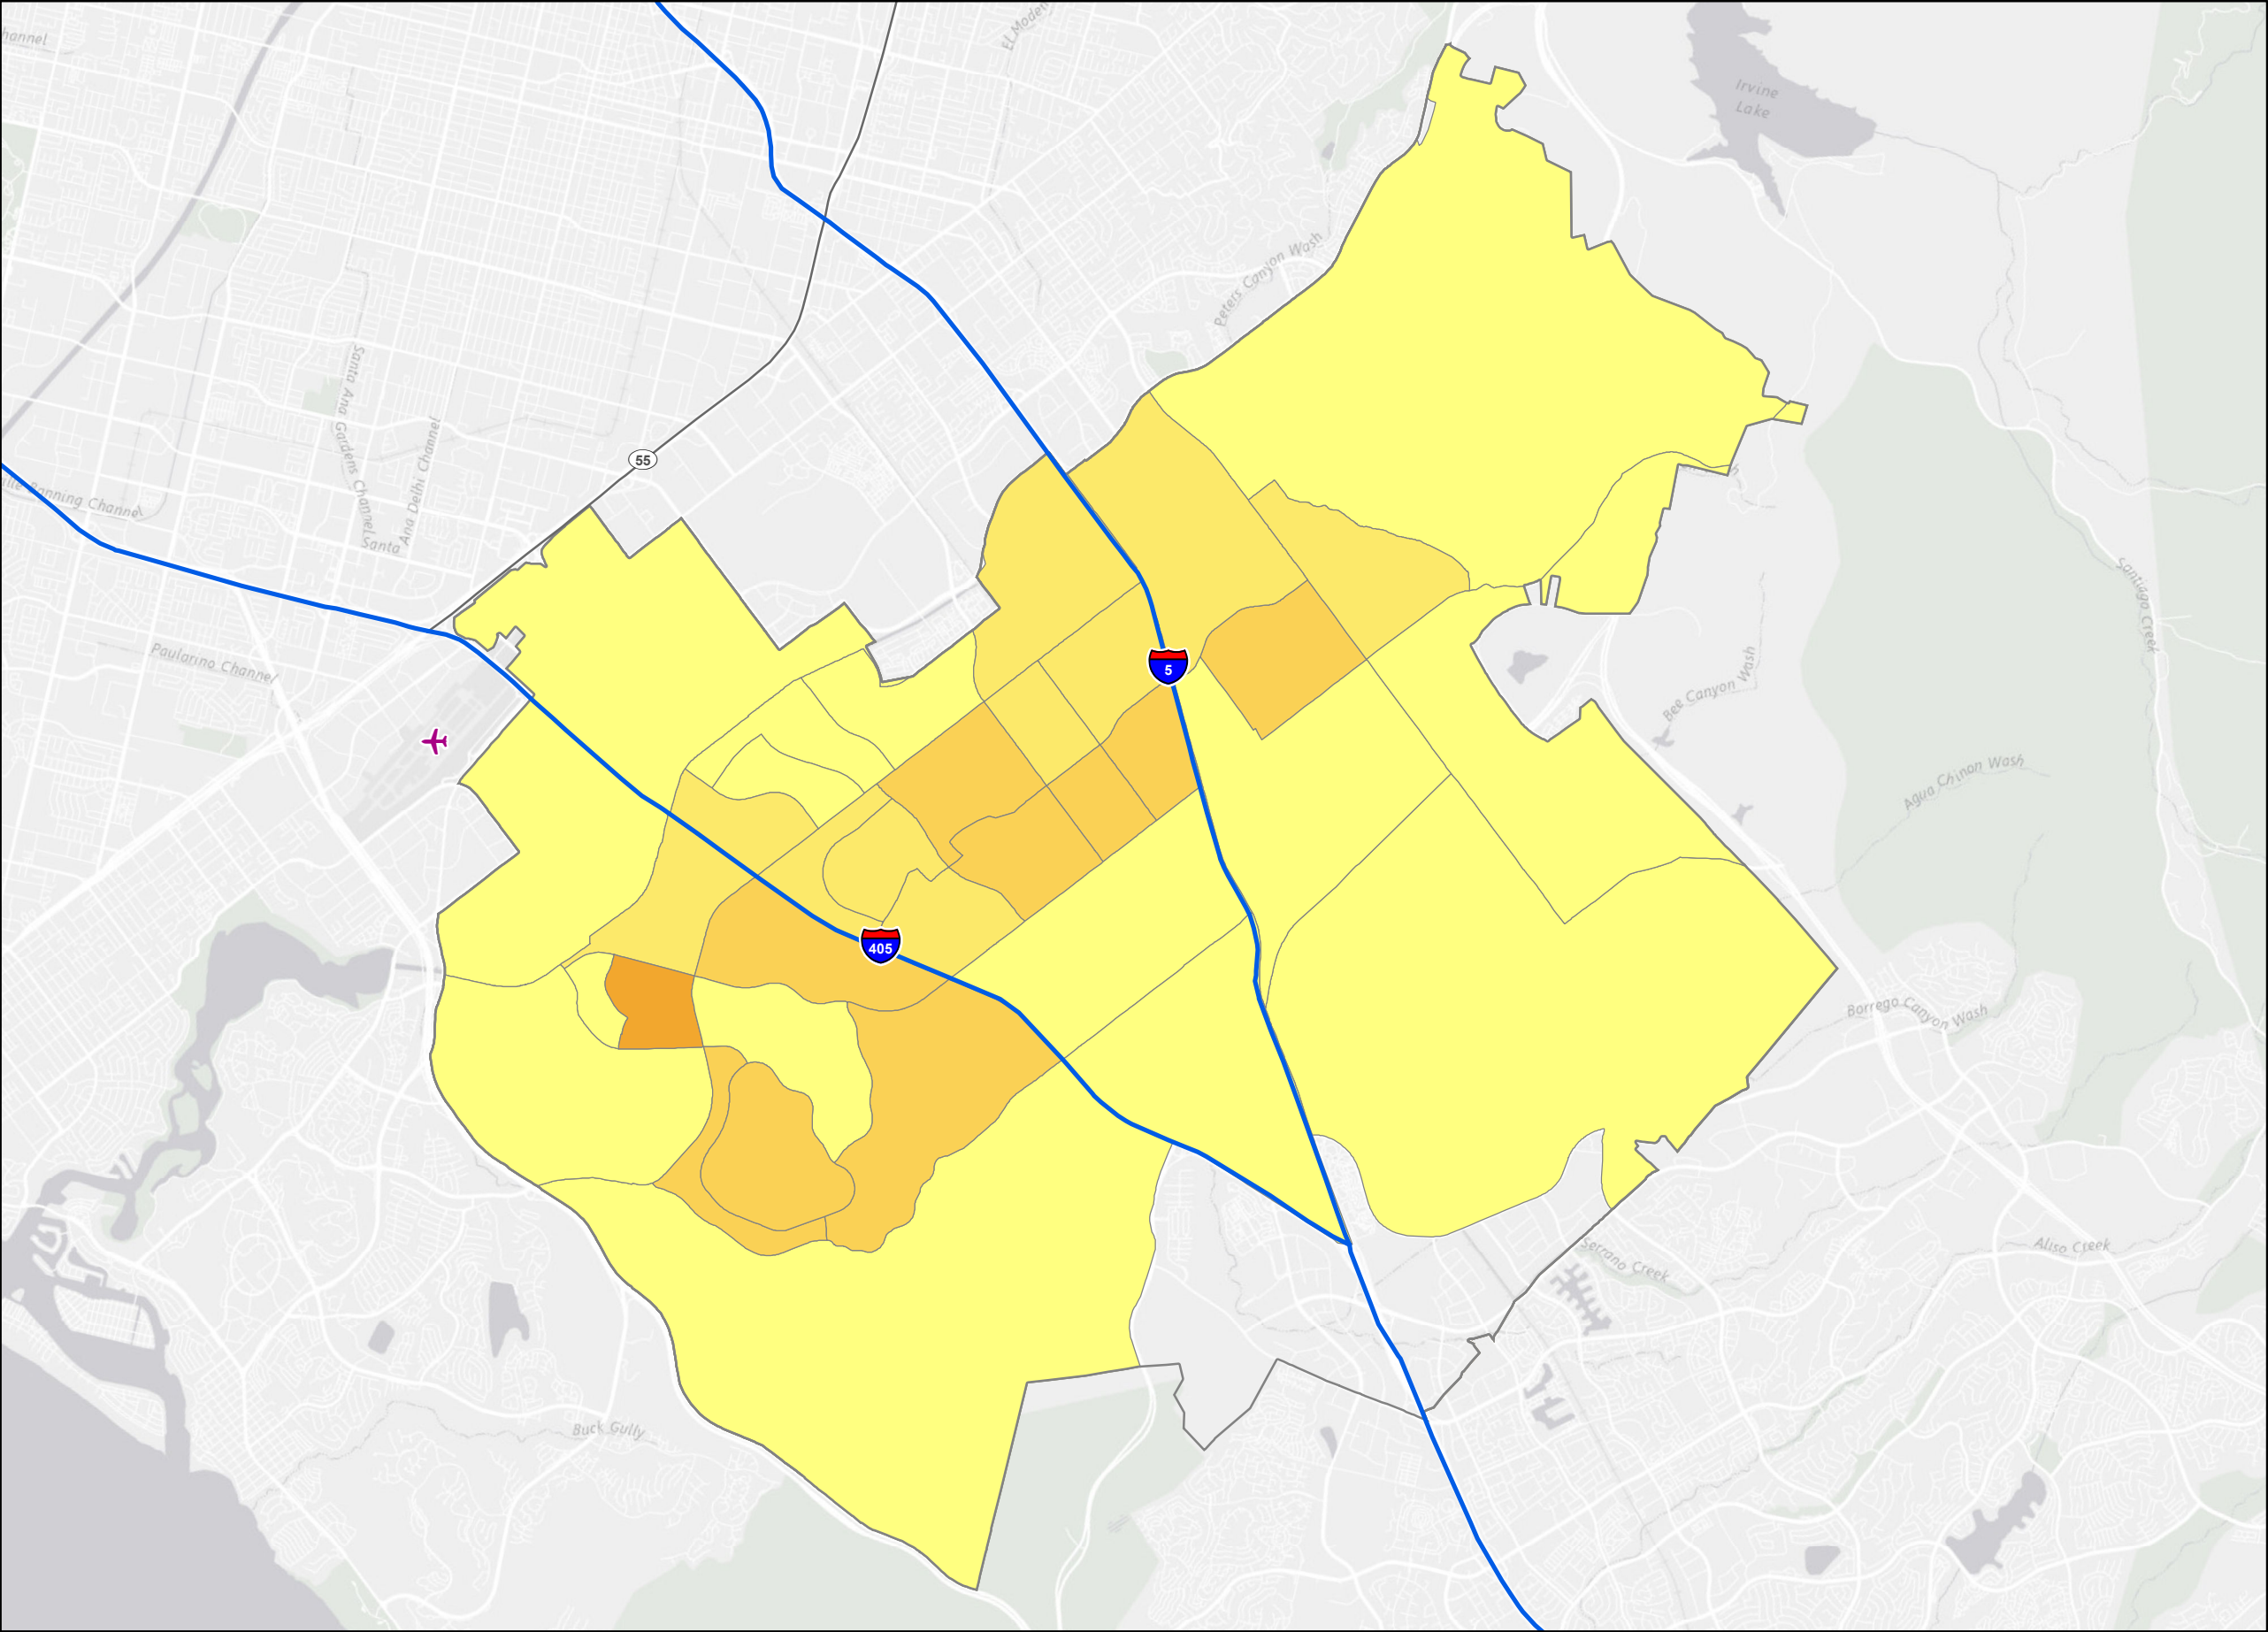 El Moden
Irvine
Lake
Peters Canyon Wash
55
Santa Ana Gardens Channel
Santa
Ana Delhi Channel
Banning Channel
Paularino Channel
5
405
Santiago Creek
Bee Canyon Wash
Agua Chinon Wash
Borrego Canyon Wash
Serrano Creek
Aliso Creek
Buck Gully